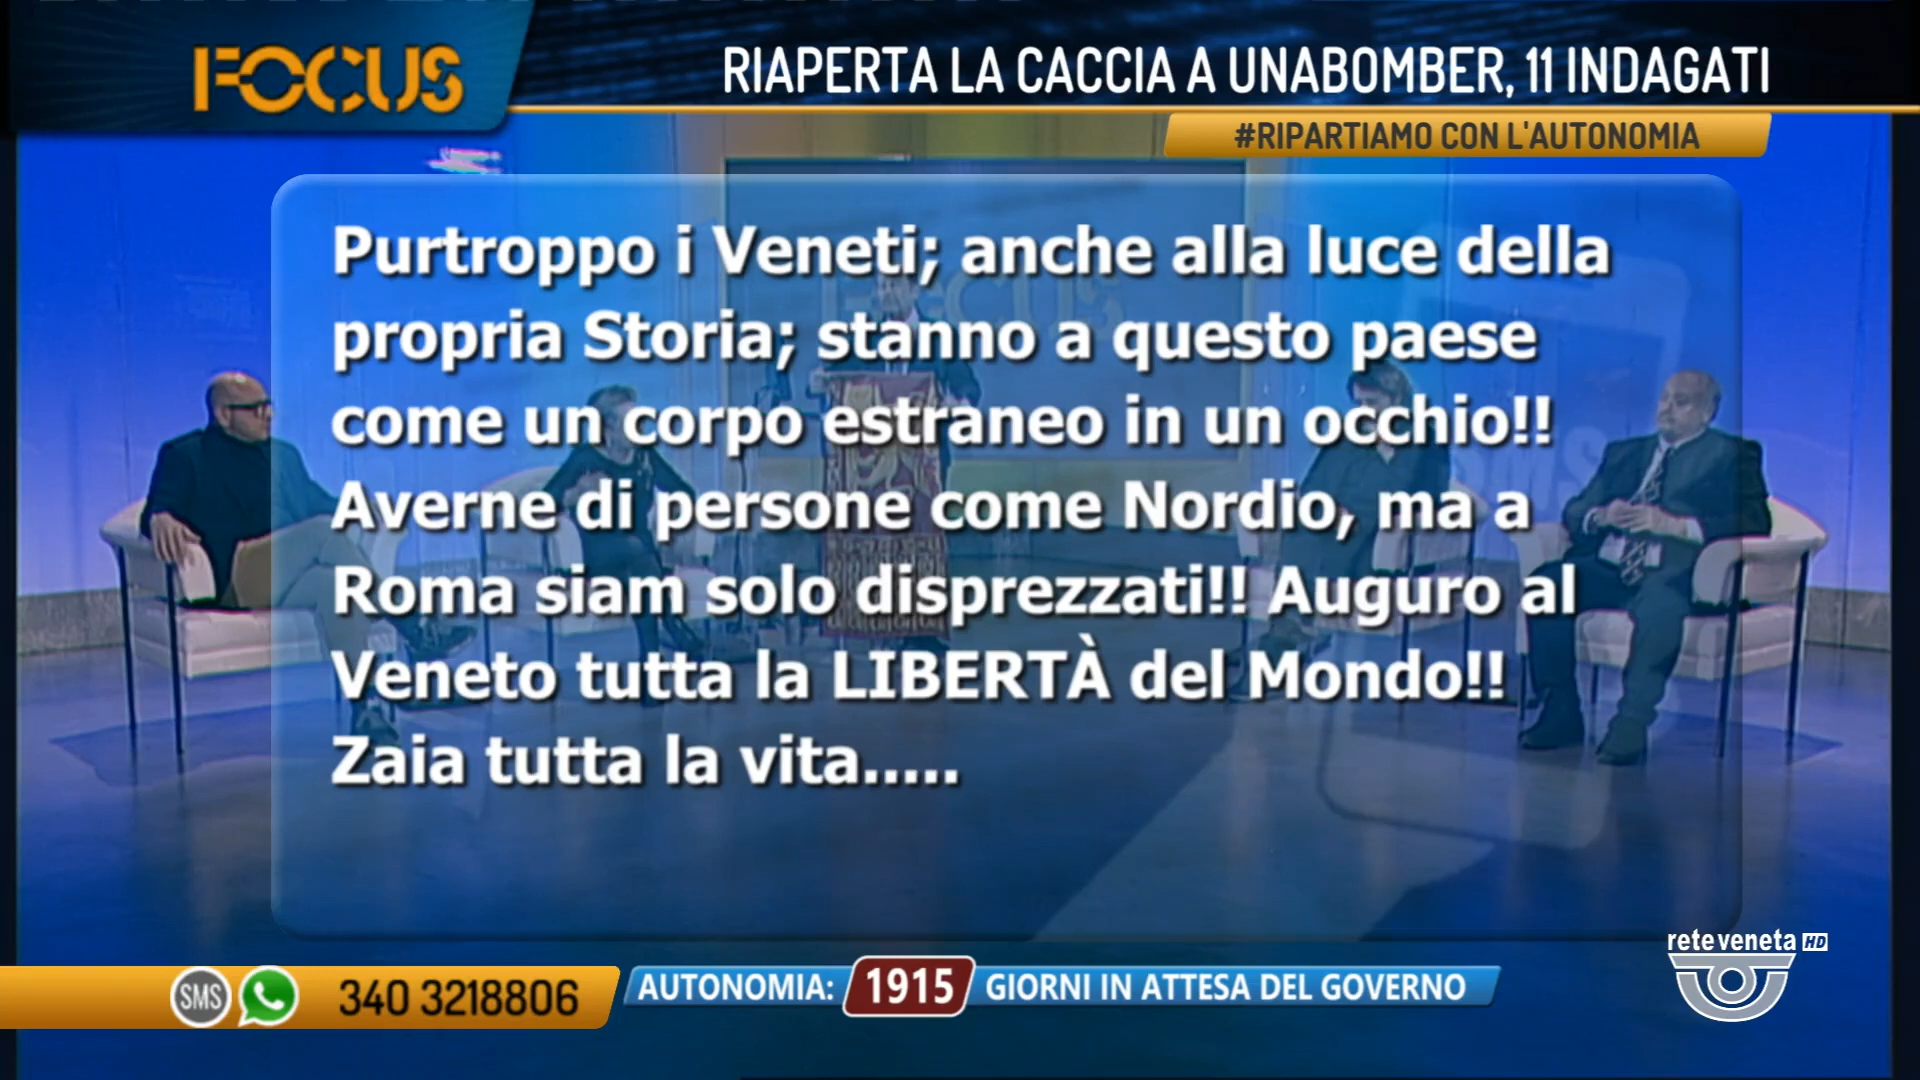 FOCUS
RIAPERTA LA CACCIA A UNABOMBER, 11 INDAGATI
#RIPARTIAMO CON L'AUTONOMIA
Purtroppo i Veneti; anche alla luce della
propria Storia; stanno a questo paese
come un corpo estraneo in un occhio!!
Averne di persone come Nordio, ma a
Roma siam solo disprezzati!! Auguro al
Veneto tutta la LIBERTÀ del Mondo!!
Zaia tutta la vita.....
FOCUS
SMS
reteveneta HD
SMS 340 3218806
AUTONOMIA: 1915 GIORNI IN ATTESA DEL GOVERNO